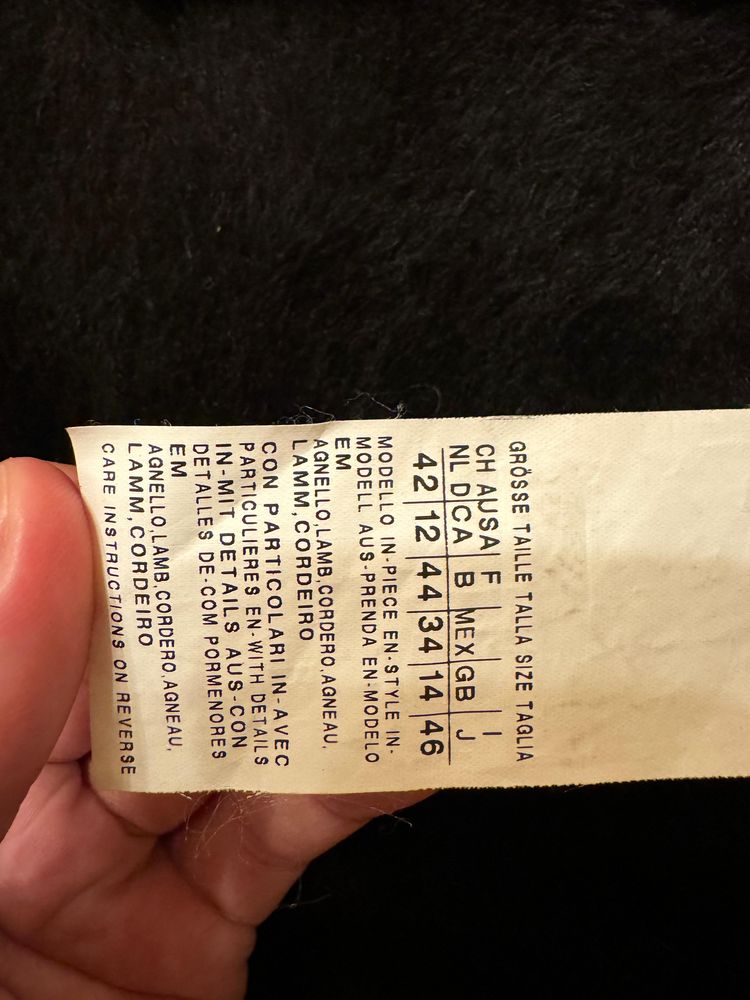 GRÖSSE TAILLE TALLA SIZE TAGLIA
CH A USA F I
NL D CA B MEX GB J
42 12 44 34 14 46
MODELLO IN-PIECE EN-STYLE IN-
MODELL AUS-PRENDA EN-MODELO
EM
AGNELLO,LAMB,CORDERO,AGNEAU,
LAMM,CORDEIRO
CON PARTICOLARI IN-AVEC
PARTICULIERES EN-WITH DETAILS
IN-MIT DETAILS AUS-CON
DETALLES DE-COM PORMENORES
EM
AGNELLO,LAMB,CORDERO,AGNEAU,
LAMM,CORDEIRO
CARE INSTRUCTIONS ON REVERSE